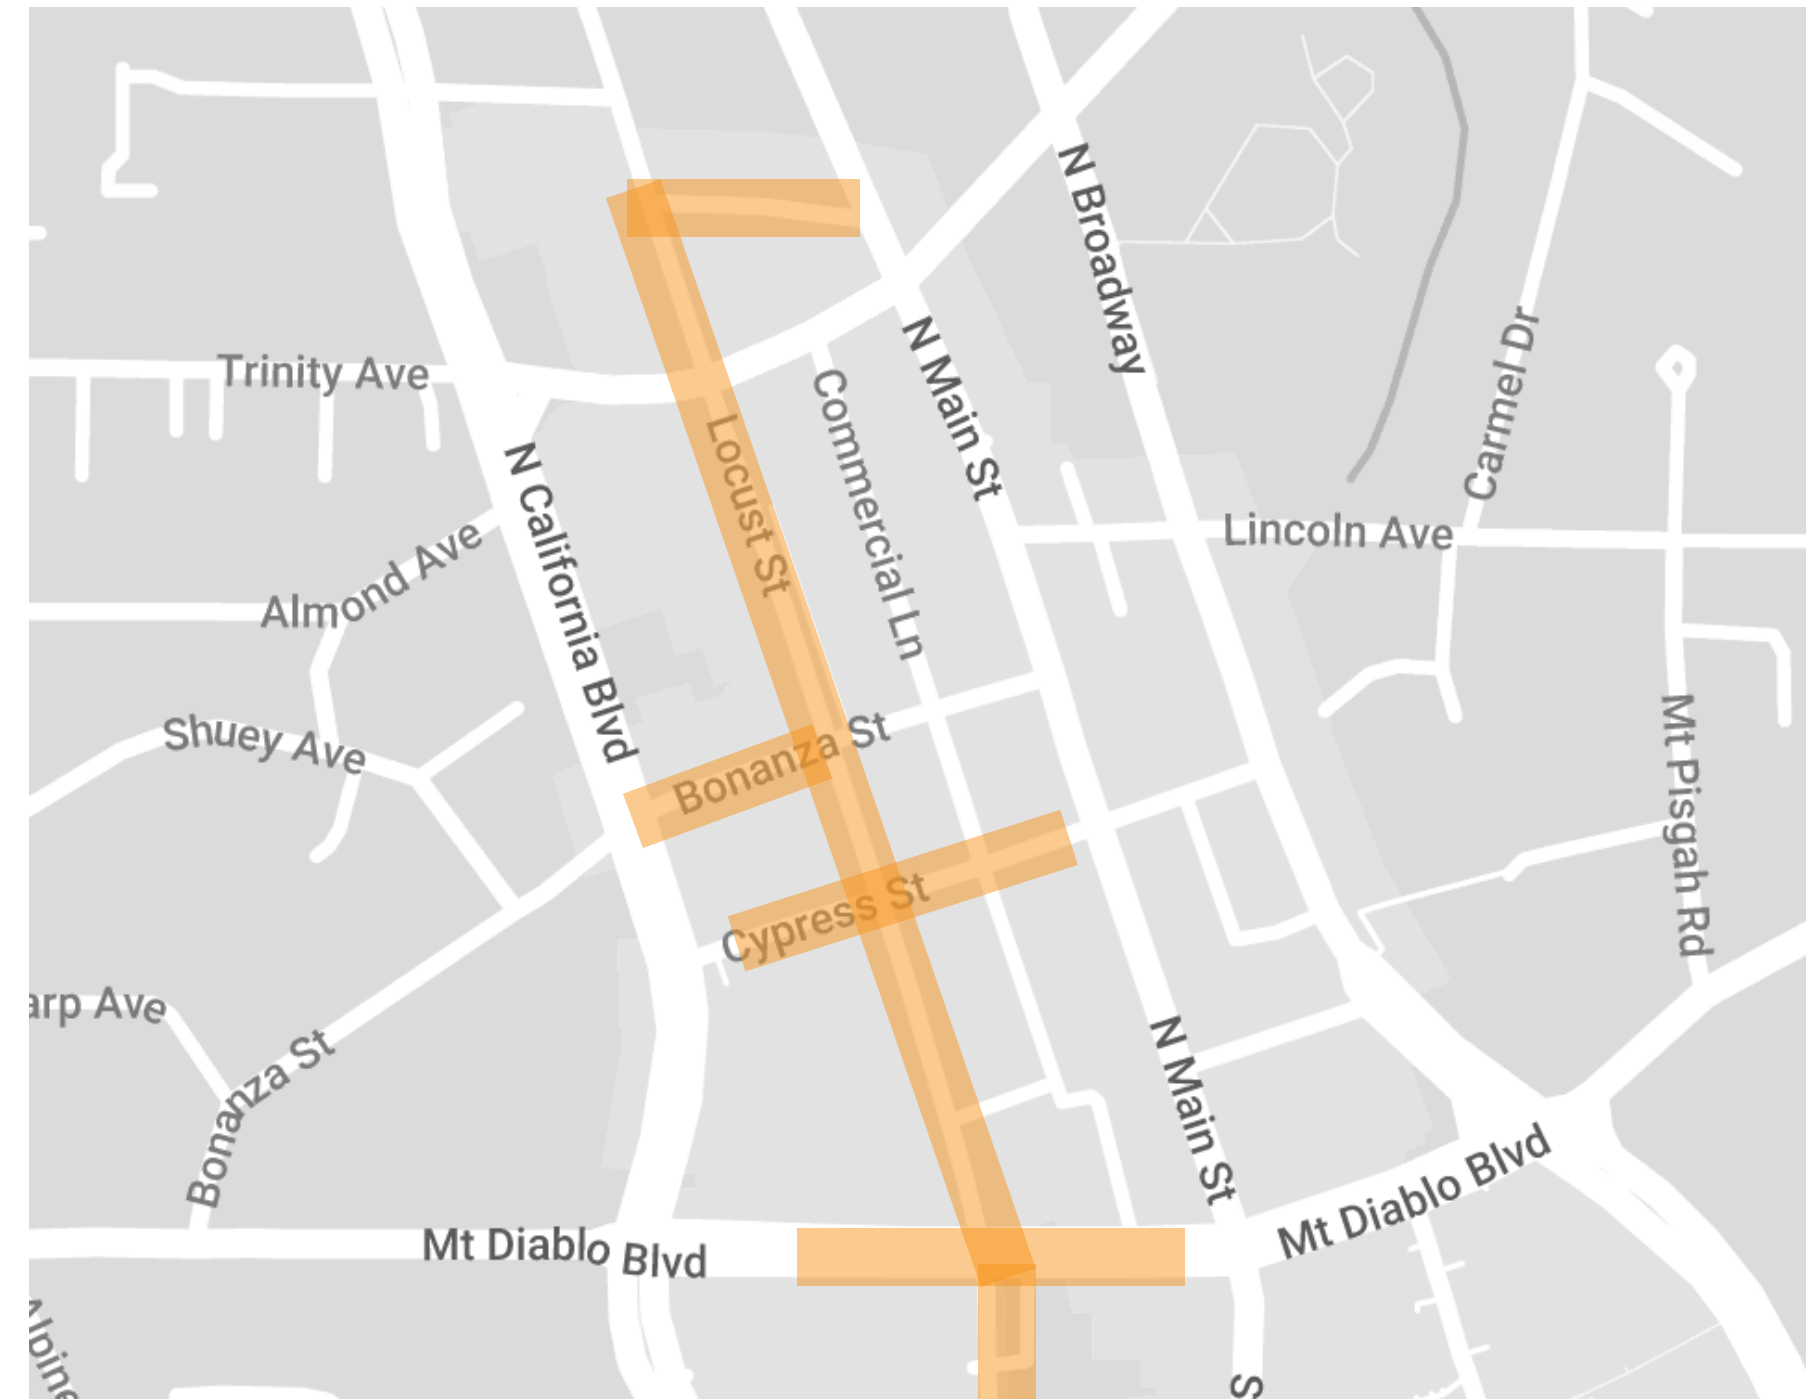 N Broadway
N Main St
Trinity Ave
Carmel Dr
Commercial Ln
Locust St
N California Blvd
Lincoln Ave
Almond Ave
Shuey Ave
Bonanza St
Mt Pisgah Rd
Cypress St
arp Ave
Bonanza St
N Main St
Mt Diablo Blvd
Mt Diablo Blvd
Alpine
S